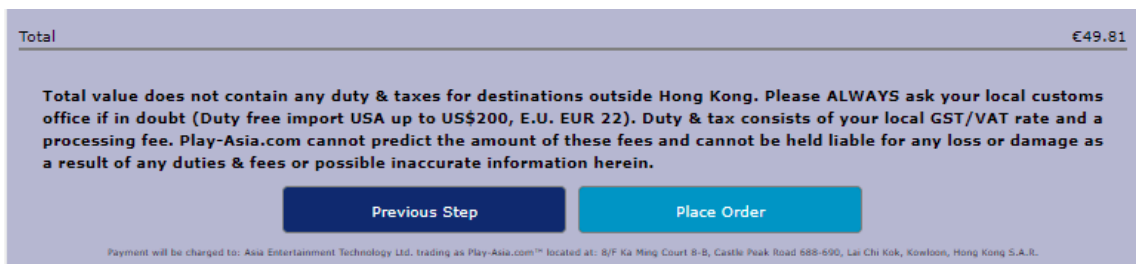 Total €49.81
Total value does not contain any duty & taxes for destinations outside Hong Kong. Please ALWAYS ask your local customs
office if in doubt (Duty free import USA up to US$200, E.U. EUR 22). Duty & tax consists of your local GST/VAT rate and a
processing fee. Play-Asia.com cannot predict the amount of these fees and cannot be held liable for any loss or damage as
a result of any duties & fees or possible inaccurate information herein.
Previous Step Place Order
Payment will be charged to: Asia Entertainment Technology Ltd. trading as Play-Asia.com™ located at: 8/F Ka Ming Court 8-B, Castle Peak Road 688-690, Lai Chi Kok, Kowloon, Hong Kong S.A.R.